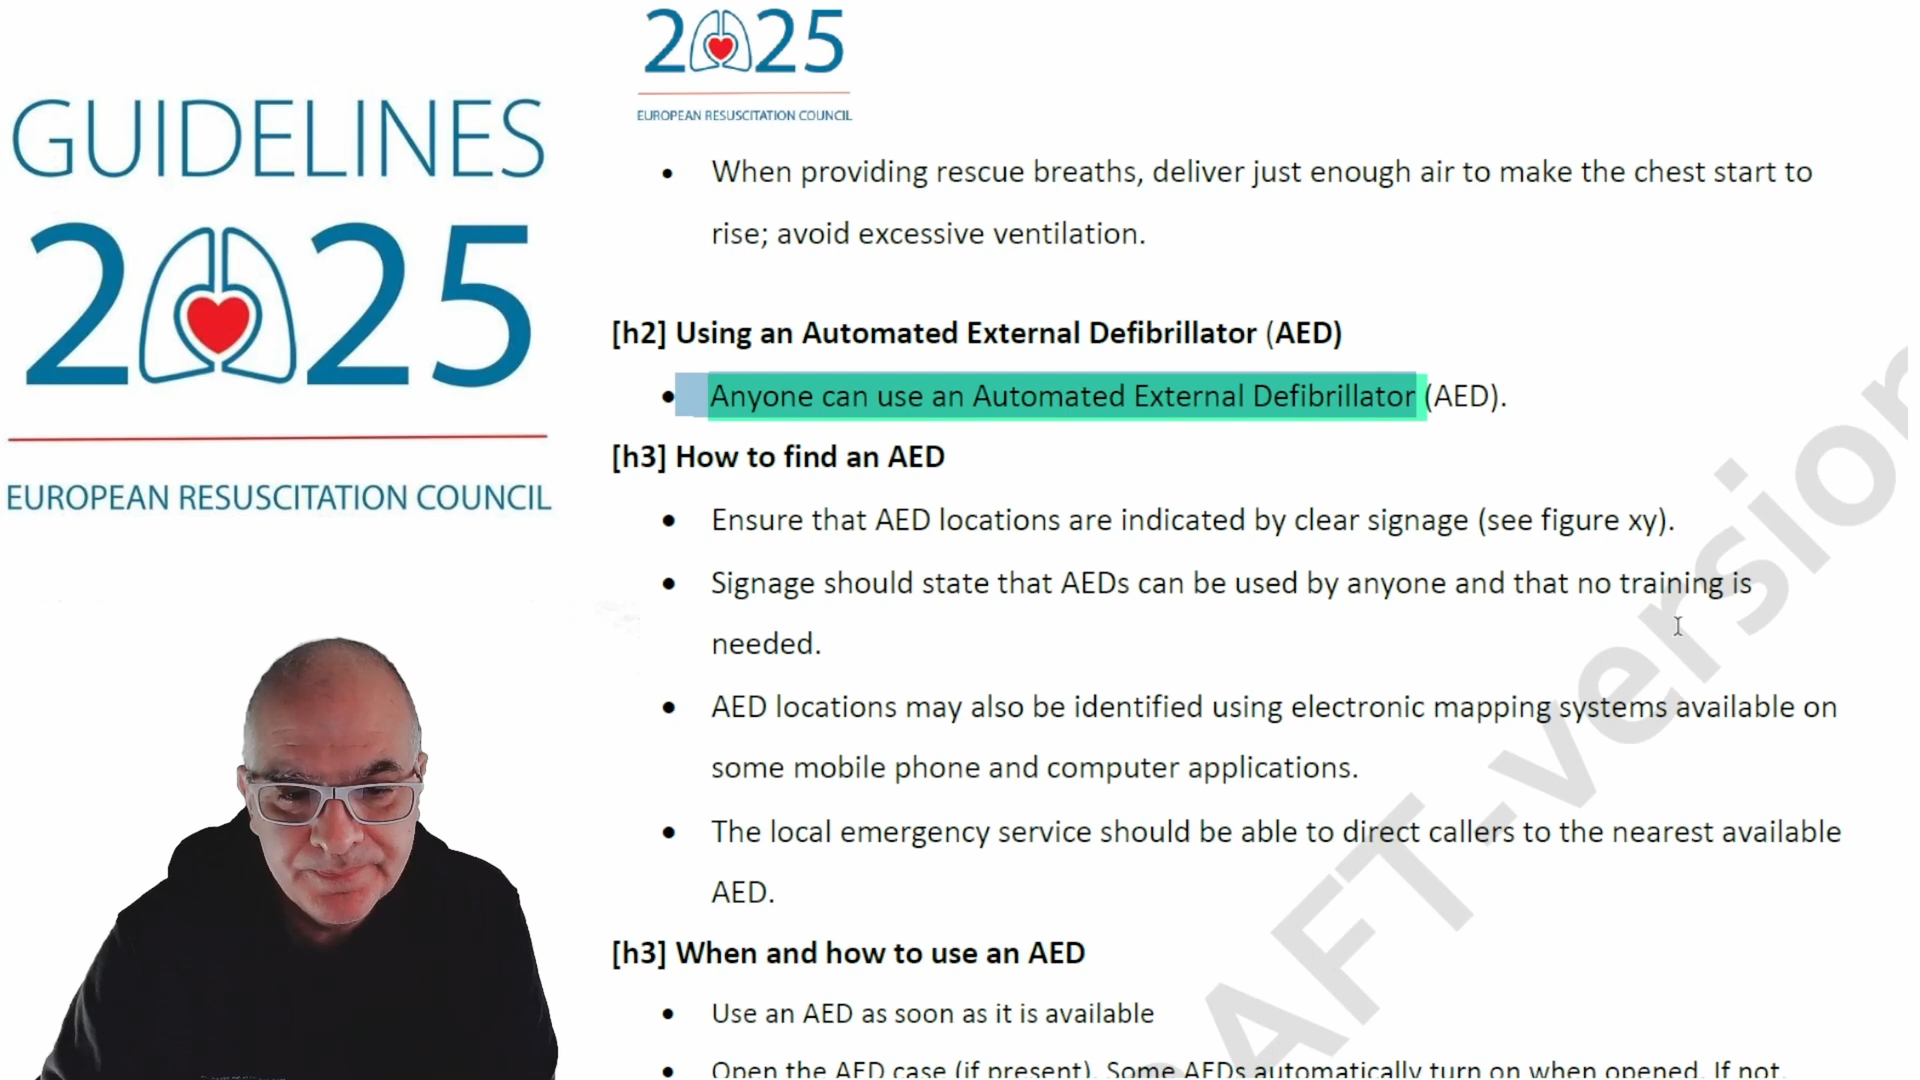 GUIDELINES
2025
EUROPEAN RESUSCITATION COUNCIL
2025
EUROPEAN RESUSCITATION COUNCIL
• When providing rescue breaths, deliver just enough air to make the chest start to
rise; avoid excessive ventilation.
[h2] Using an Automated External Defibrillator (AED)
• Anyone can use an Automated External Defibrillator (AED).
[h3] How to find an AED
• Ensure that AED locations are indicated by clear signage (see figure xy).
• Signage should state that AEDs can be used by anyone and that no training is
needed.
• AED locations may also be identified using electronic mapping systems available on
some mobile phone and computer applications.
• The local emergency service should be able to direct callers to the nearest available
AED.
[h3] When and how to use an AED
• Use an AED as soon as it is available
• Open the AED case (if present). Some AEDs automatically turn on when opened. If not,
AFT-version